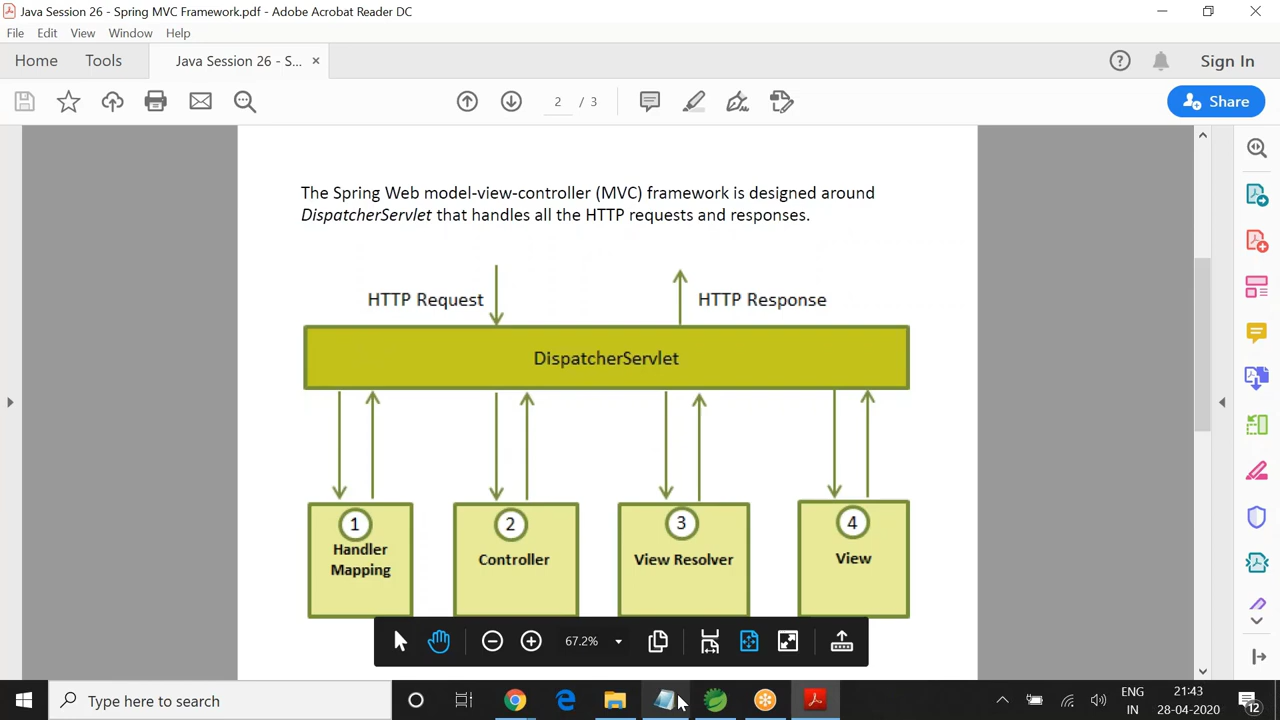 Java Session 26 - Spring MVC Framework.pdf - Adobe Acrobat Reader DC
File Edit View Window Help
Home Tools Java Session 26 - S... ×
Sign In
2 / 3
Share
The Spring Web model-view-controller (MVC) framework is designed around
DispatcherServlet that handles all the HTTP requests and responses.
HTTP Request HTTP Response
DispatcherServlet
1 2 3 4
Handler
Mapping
Controller
View Resolver
View
67.2%
Type here to search
ENG
IN
21:43
28-04-2020
12